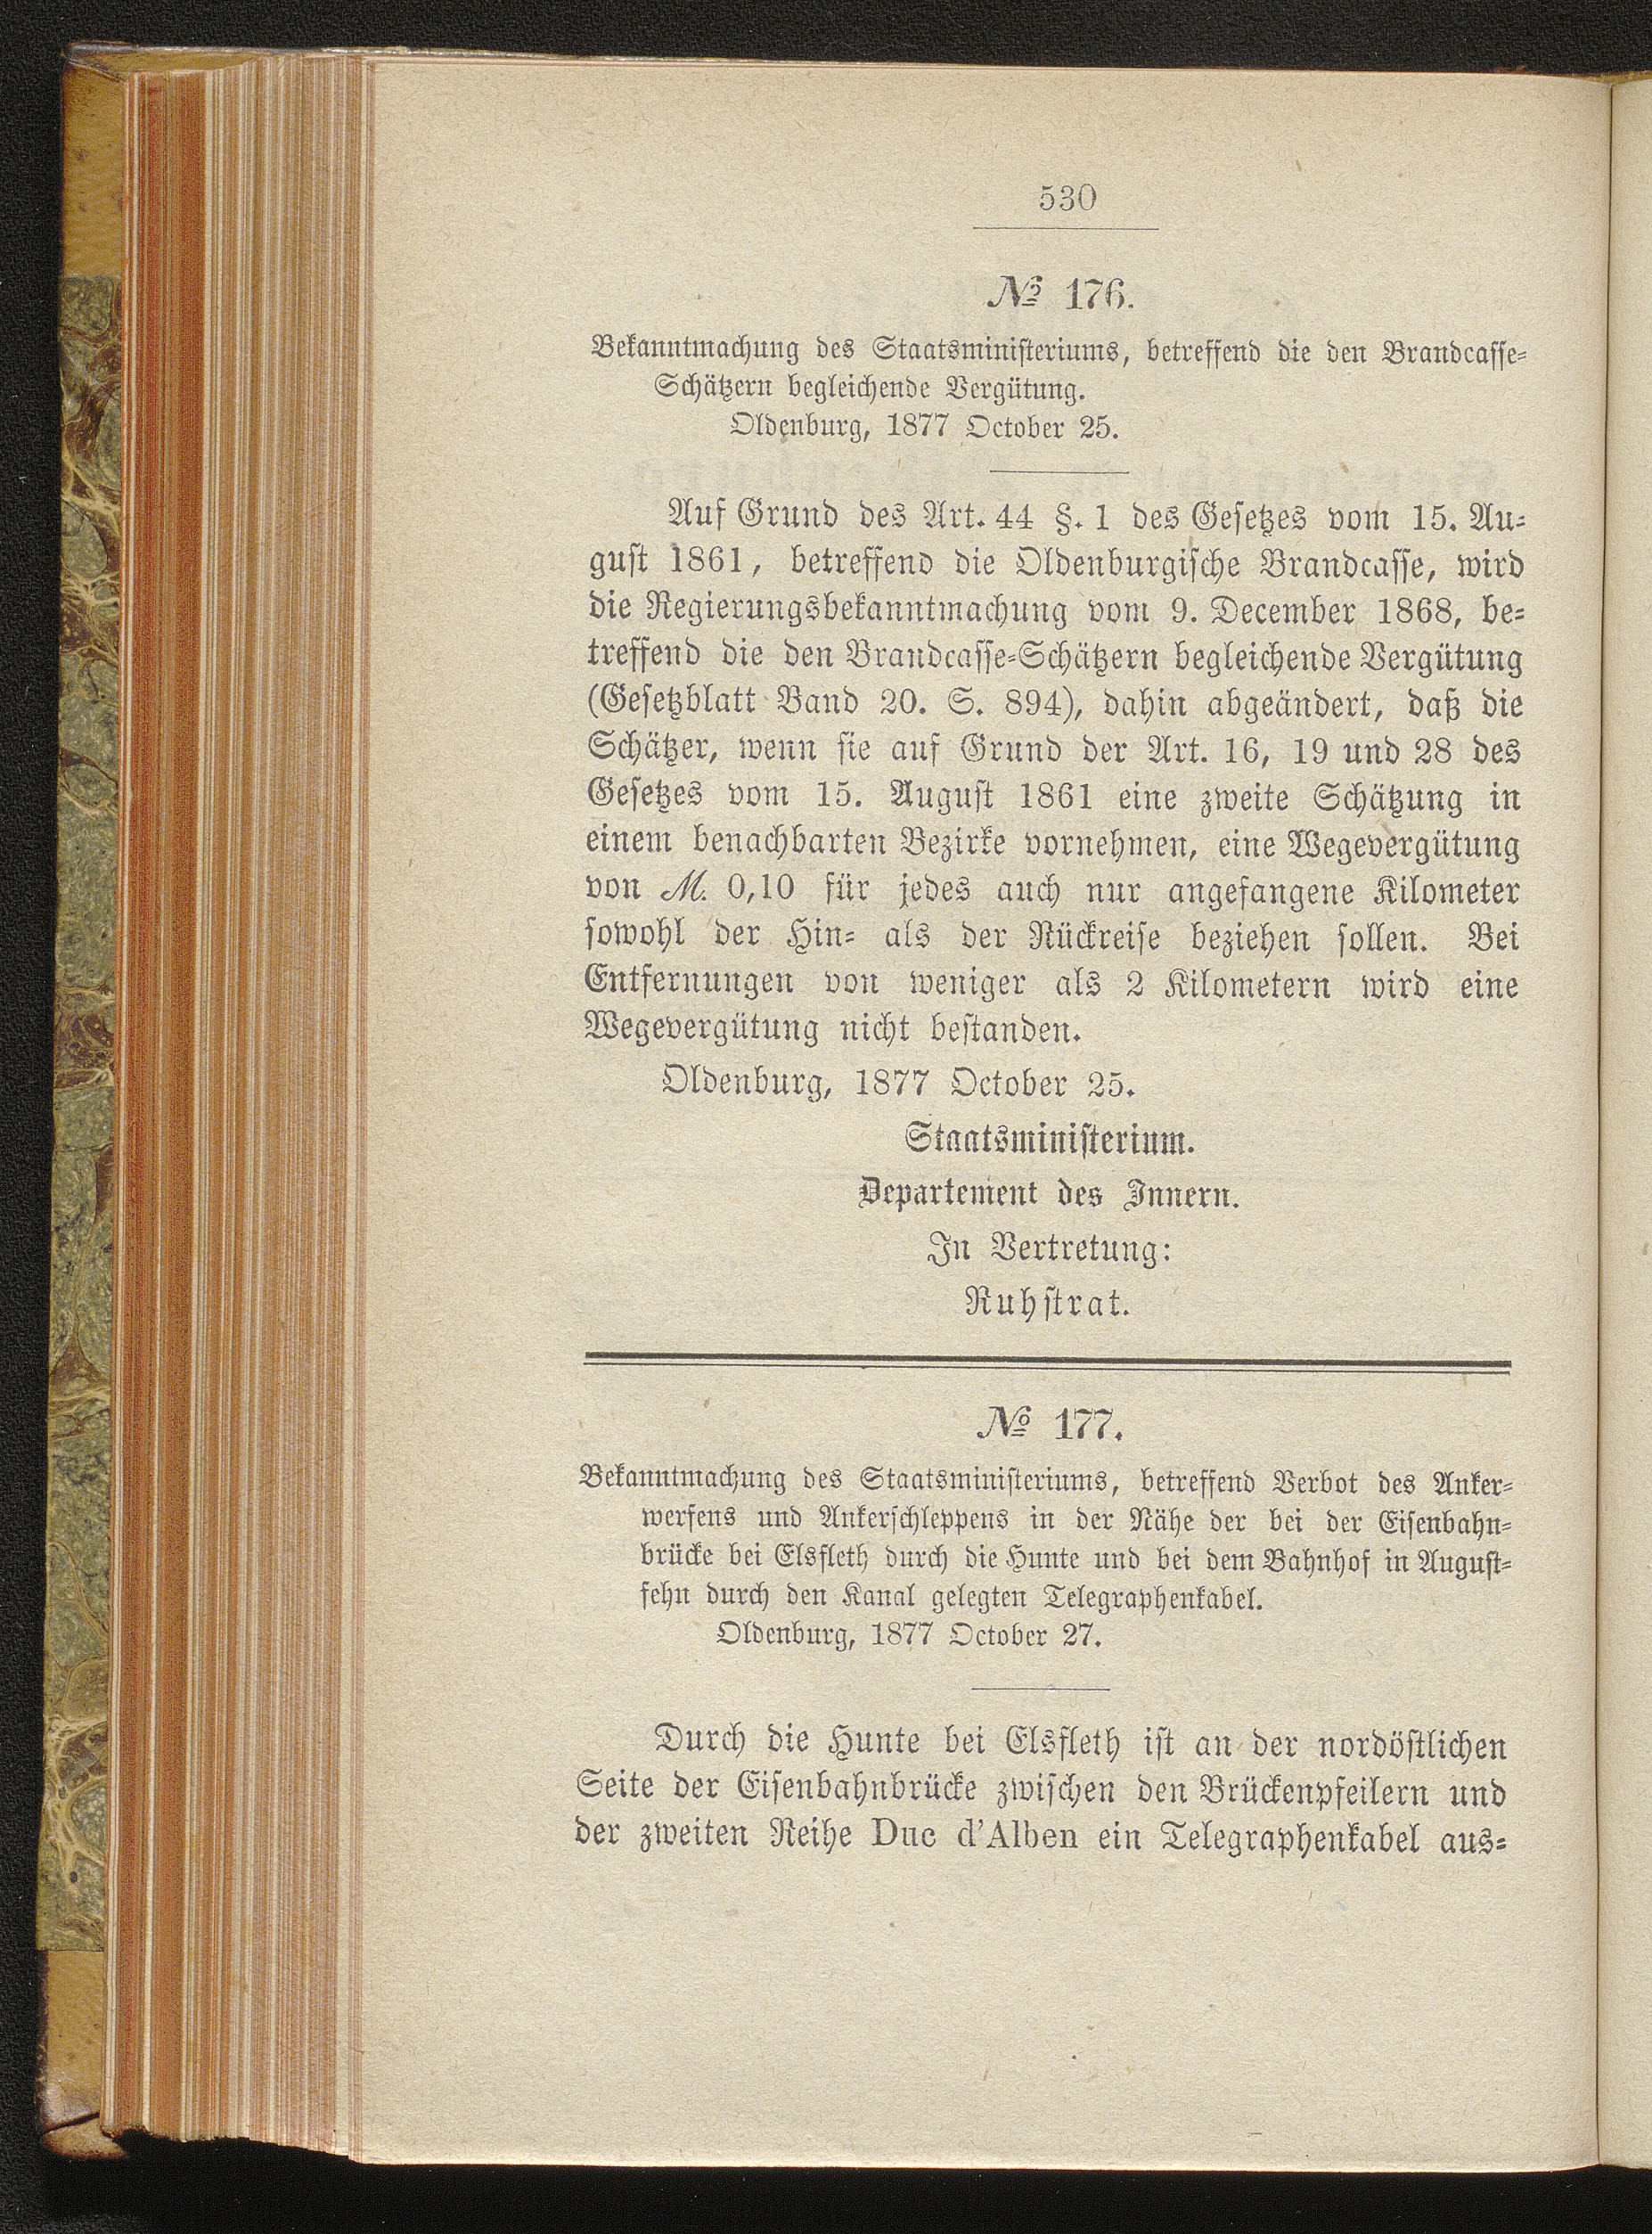 530
№ 176.
Bekanntmachung des Staatsministeriums, betreffend die den Brandcasse-
Schätzern begleichende Vergütung.
Oldenburg, 1877 October 25.
Auf Grund des Art. 44 §. 1 des Gesetzes vom 15. Au-
gust 1861, betreffend die Oldenburgische Brandcasse, wird
die Regierungsbekanntmachung vom 9. December 1868, be-
treffend die den Brandcasse-Schätzern begleichende Vergütung
(Gesetzblatt Band 20. S. 894), dahin abgeändert, daß die
Schätzer, wenn sie auf Grund der Art. 16, 19 und 28 des
Gesetzes vom 15. August 1861 eine zweite Schätzung in
einem benachbarten Bezirke vornehmen, eine Wegevergütung
von M. 0,10 für jedes auch nur angefangene Kilometer
sowohl der Hin- als der Rückreise beziehen sollen. Bei
Entfernungen von weniger als 2 Kilometern wird eine
Wegevergütung nicht bestanden.
Oldenburg, 1877 October 25.
Staatsministerium.
Departement des Innern.
In Vertretung:
Ruhstrat.
№ 177.
Bekanntmachung des Staatsministeriums, betreffend Verbot des Anker-
werfens und Ankerschleppens in der Nähe der bei der Eisenbahn-
brücke bei Elsfleth durch die Hunte und bei dem Bahnhof in August-
fehn durch den Kanal gelegten Telegraphenkabel.
Oldenburg, 1877 October 27.
Durch die Hunte bei Elsfleth ist an der nordöstlichen
Seite der Eisenbahnbrücke zwischen den Brückenpfeilern und
der zweiten Reihe Duc d'Alben ein Telegraphenkabel aus-